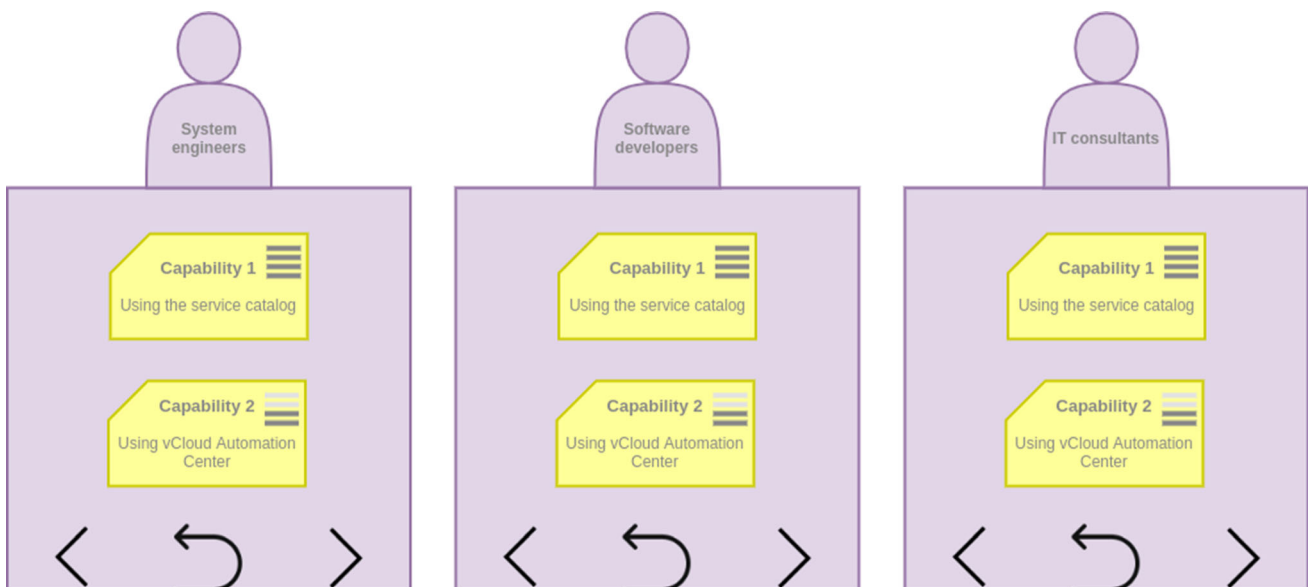 System
engineers
Software
developers
IT consultants
Capability 1
Using the service catalog
Capability 2
Using vCloud Automation
Center
Capability 1
Using the service catalog
Capability 2
Using vCloud Automation
Center
Capability 1
Using the service catalog
Capability 2
Using vCloud Automation
Center